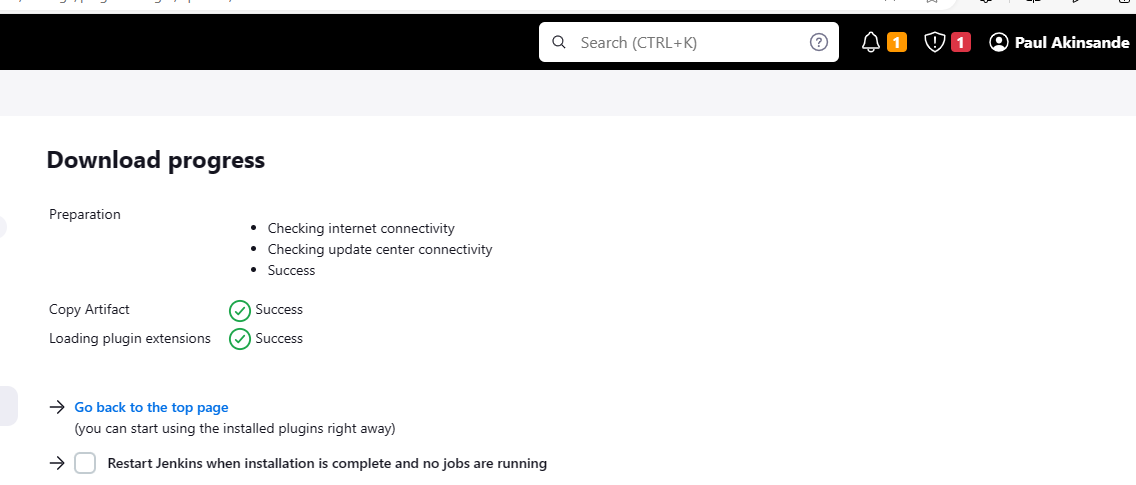 Search (CTRL+K)
1
1
Paul Akinsande
Download progress
Preparation
Checking internet connectivity
Checking update center connectivity
Success
Copy Artifact Success
Loading plugin extensions Success
Go back to the top page
(you can start using the installed plugins right away)
Restart Jenkins when installation is complete and no jobs are running